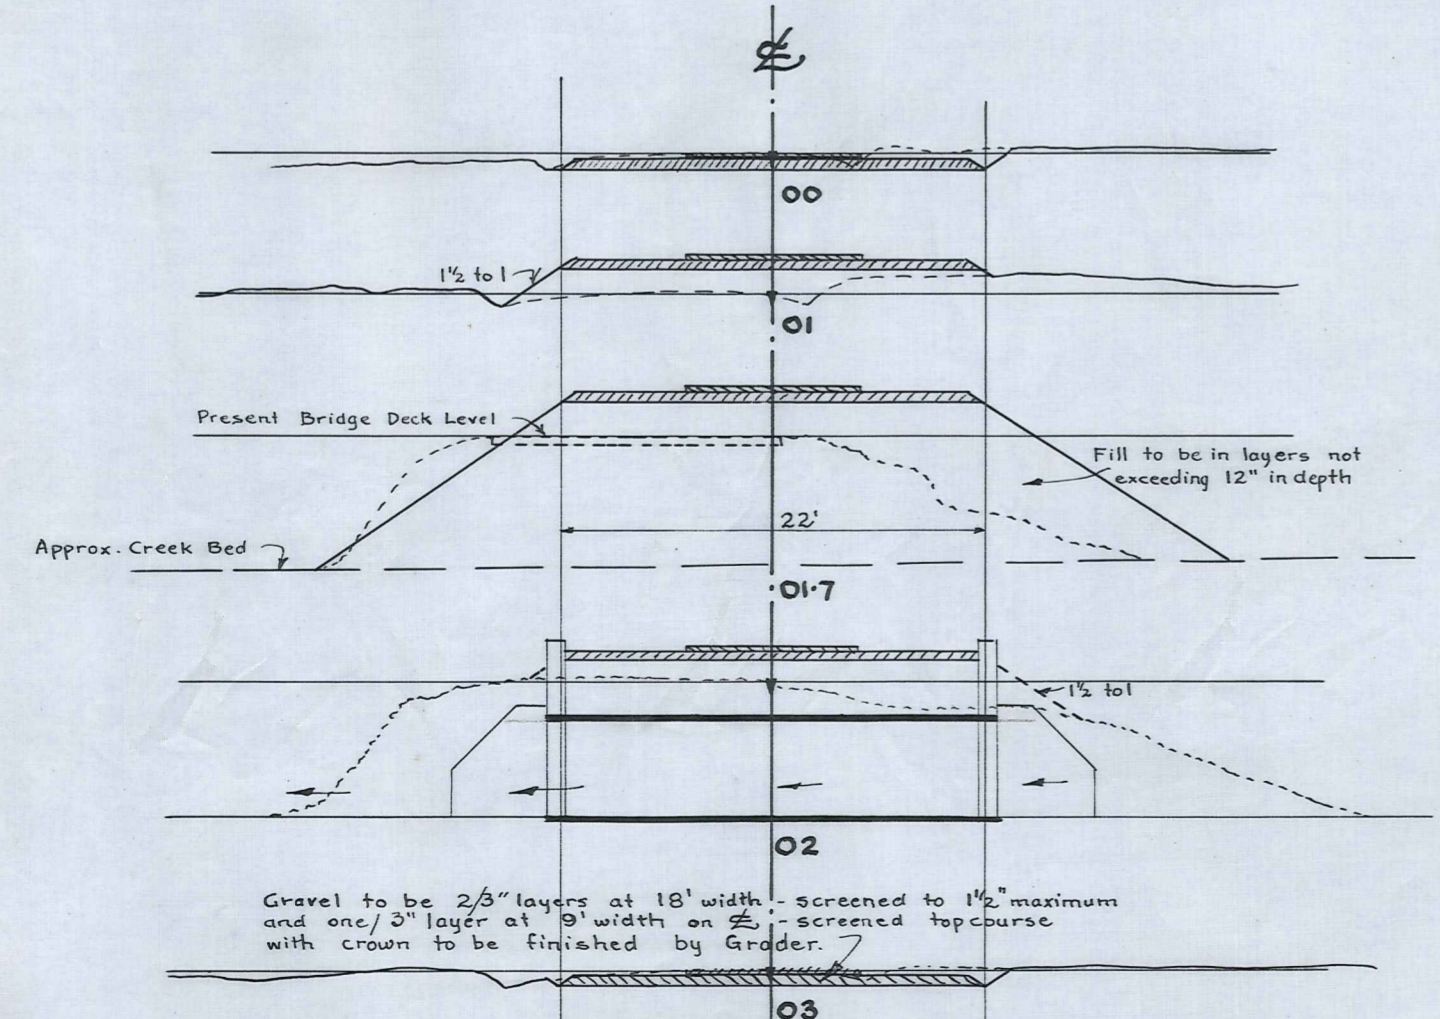 ℄
00
1½ to 1
01
Present Bridge Deck Level
Fill to be in layers not
exceeding 12" in depth
22'
Approx. Creek Bed
01·7
1½ to 1
02
Gravel to be 2/3" layers at 18' width - screened to 1½" maximum
and one/3" layer at 9' width on ℄ - screened topcourse
with crown to be finished by Grader.
03